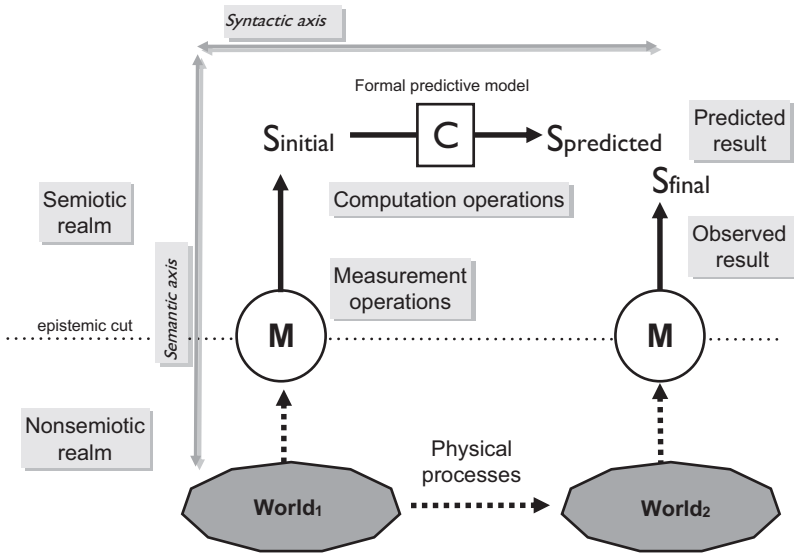 Syntactic axis
Formal predictive model
Sinitial
C
Spredicted
Predicted
result
Sfinal
Semiotic
realm
Computation operations
Observed
result
Measurement
operations
Semantic axis
epistemic cut
M
M
Nonsemiotic
realm
Physical
processes
World1
World2